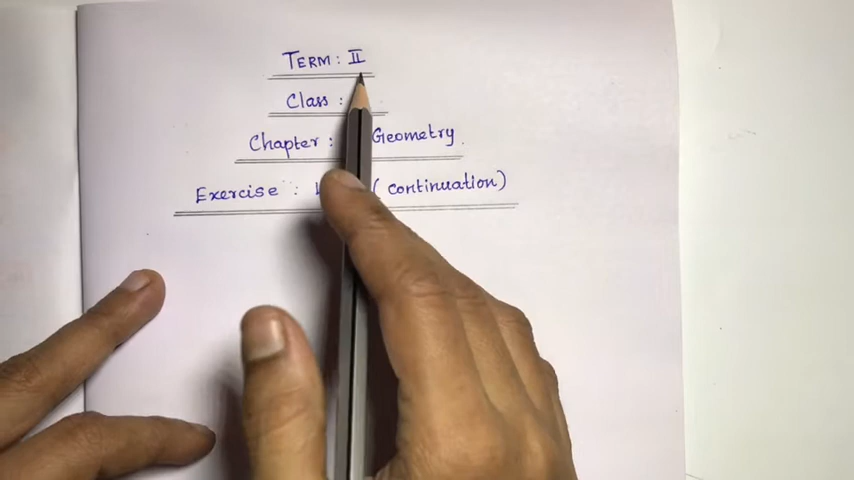 TERM: II
Class :
Chapter : Geometry
Exercise : (continuation)